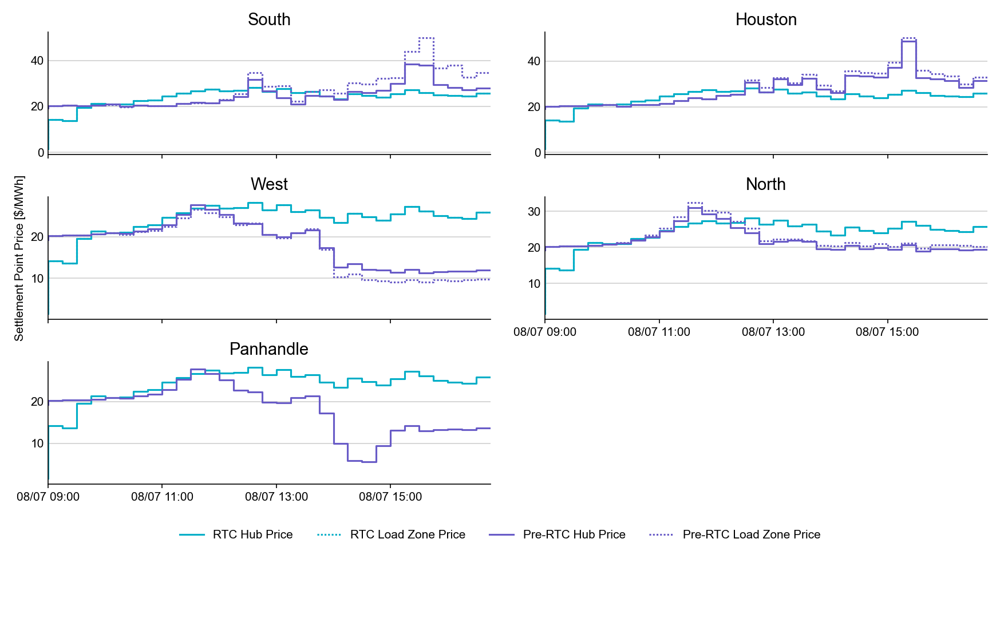 South
40
20
0
Houston
40
20
0
Settlement Point Price [$/MWh]
West
20
10
North
30
20
10
08/07 09:00 08/07 11:00 08/07 13:00 08/07 15:00
Panhandle
20
10
08/07 09:00 08/07 11:00 08/07 13:00 08/07 15:00
RTC Hub Price RTC Load Zone Price Pre-RTC Hub Price Pre-RTC Load Zone Price